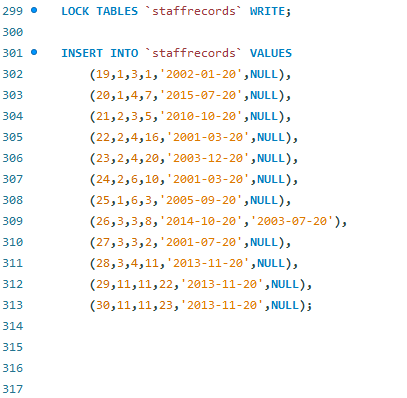 299 LOCK TABLES `staffrecords` WRITE;
300
301 INSERT INTO `staffrecords` VALUES
302 (19,1,3,1,'2002-01-20',NULL),
303 (20,1,4,7,'2015-07-20',NULL),
304 (21,2,3,5,'2010-10-20',NULL),
305 (22,2,4,16,'2001-03-20',NULL),
306 (23,2,4,20,'2003-12-20',NULL),
307 (24,2,6,10,'2001-03-20',NULL),
308 (25,1,6,3,'2005-09-20',NULL),
309 (26,3,3,8,'2014-10-20','2003-07-20'),
310 (27,3,3,2,'2001-07-20',NULL),
311 (28,3,4,11,'2013-11-20',NULL),
312 (29,11,11,22,'2013-11-20',NULL),
313 (30,11,11,23,'2013-11-20',NULL);
314
315
316
317